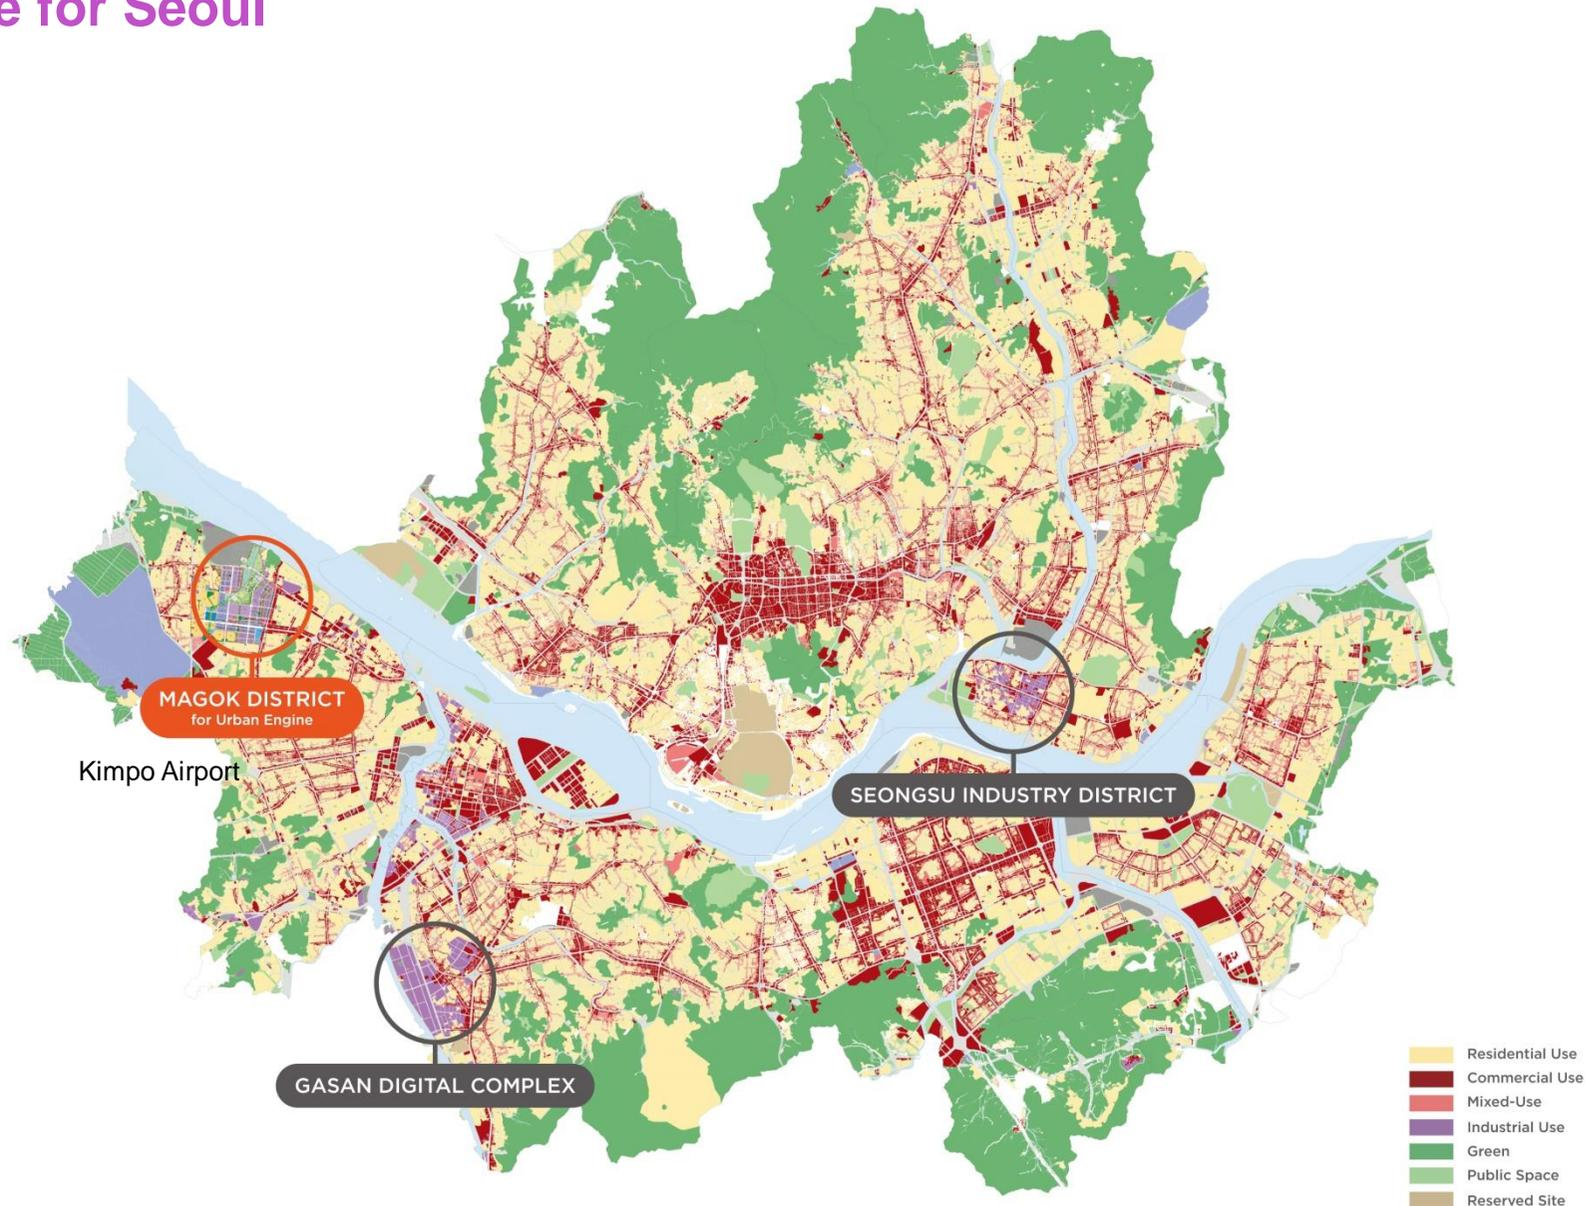 e for Seoul
MAGOK DISTRICT
for Urban Engine
Kimpo Airport
SEONGSU INDUSTRY DISTRICT
GASAN DIGITAL COMPLEX
Residential Use
Commercial Use
Mixed-Use
Industrial Use
Green
Public Space
Reserved Site